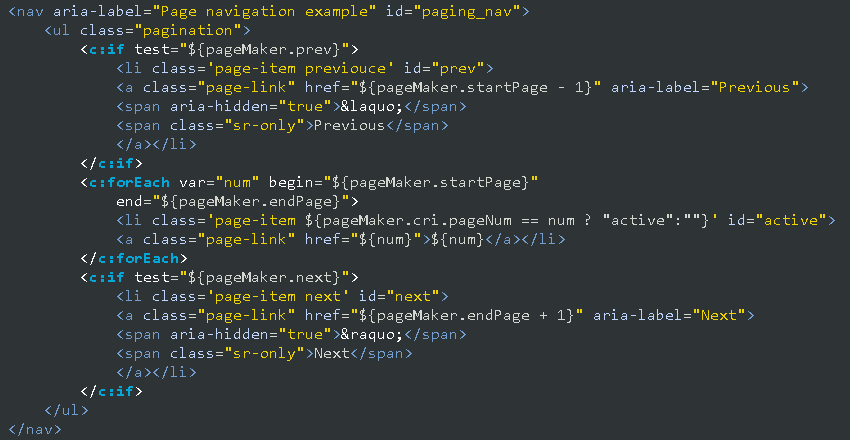 <nav aria-label="Page navigation example" id="paging_nav">
<ul class="pagination">
<c:if test="${pageMaker.prev}">
<li class='page-item previouce' id="prev">
<a class="page-link" href="${pageMaker.startPage - 1}" aria-label="Previous">
<span aria-hidden="true">&laquo;</span>
<span class="sr-only">Previous</span>
</a></li>
</c:if>
<c:forEach var="num" begin="${pageMaker.startPage}"
end="${pageMaker.endPage}">
<li class='page-item ${pageMaker.cri.pageNum == num ? "active":""}' id="active">
<a class="page-link" href="${num}">${num}</a></li>
</c:forEach>
<c:if test="${pageMaker.next}">
<li class='page-item next' id="next">
<a class="page-link" href="${pageMaker.endPage + 1}" aria-label="Next">
<span aria-hidden="true">&raquo;</span>
<span class="sr-only">Next</span>
</a></li>
</c:if>
</ul>
</nav>